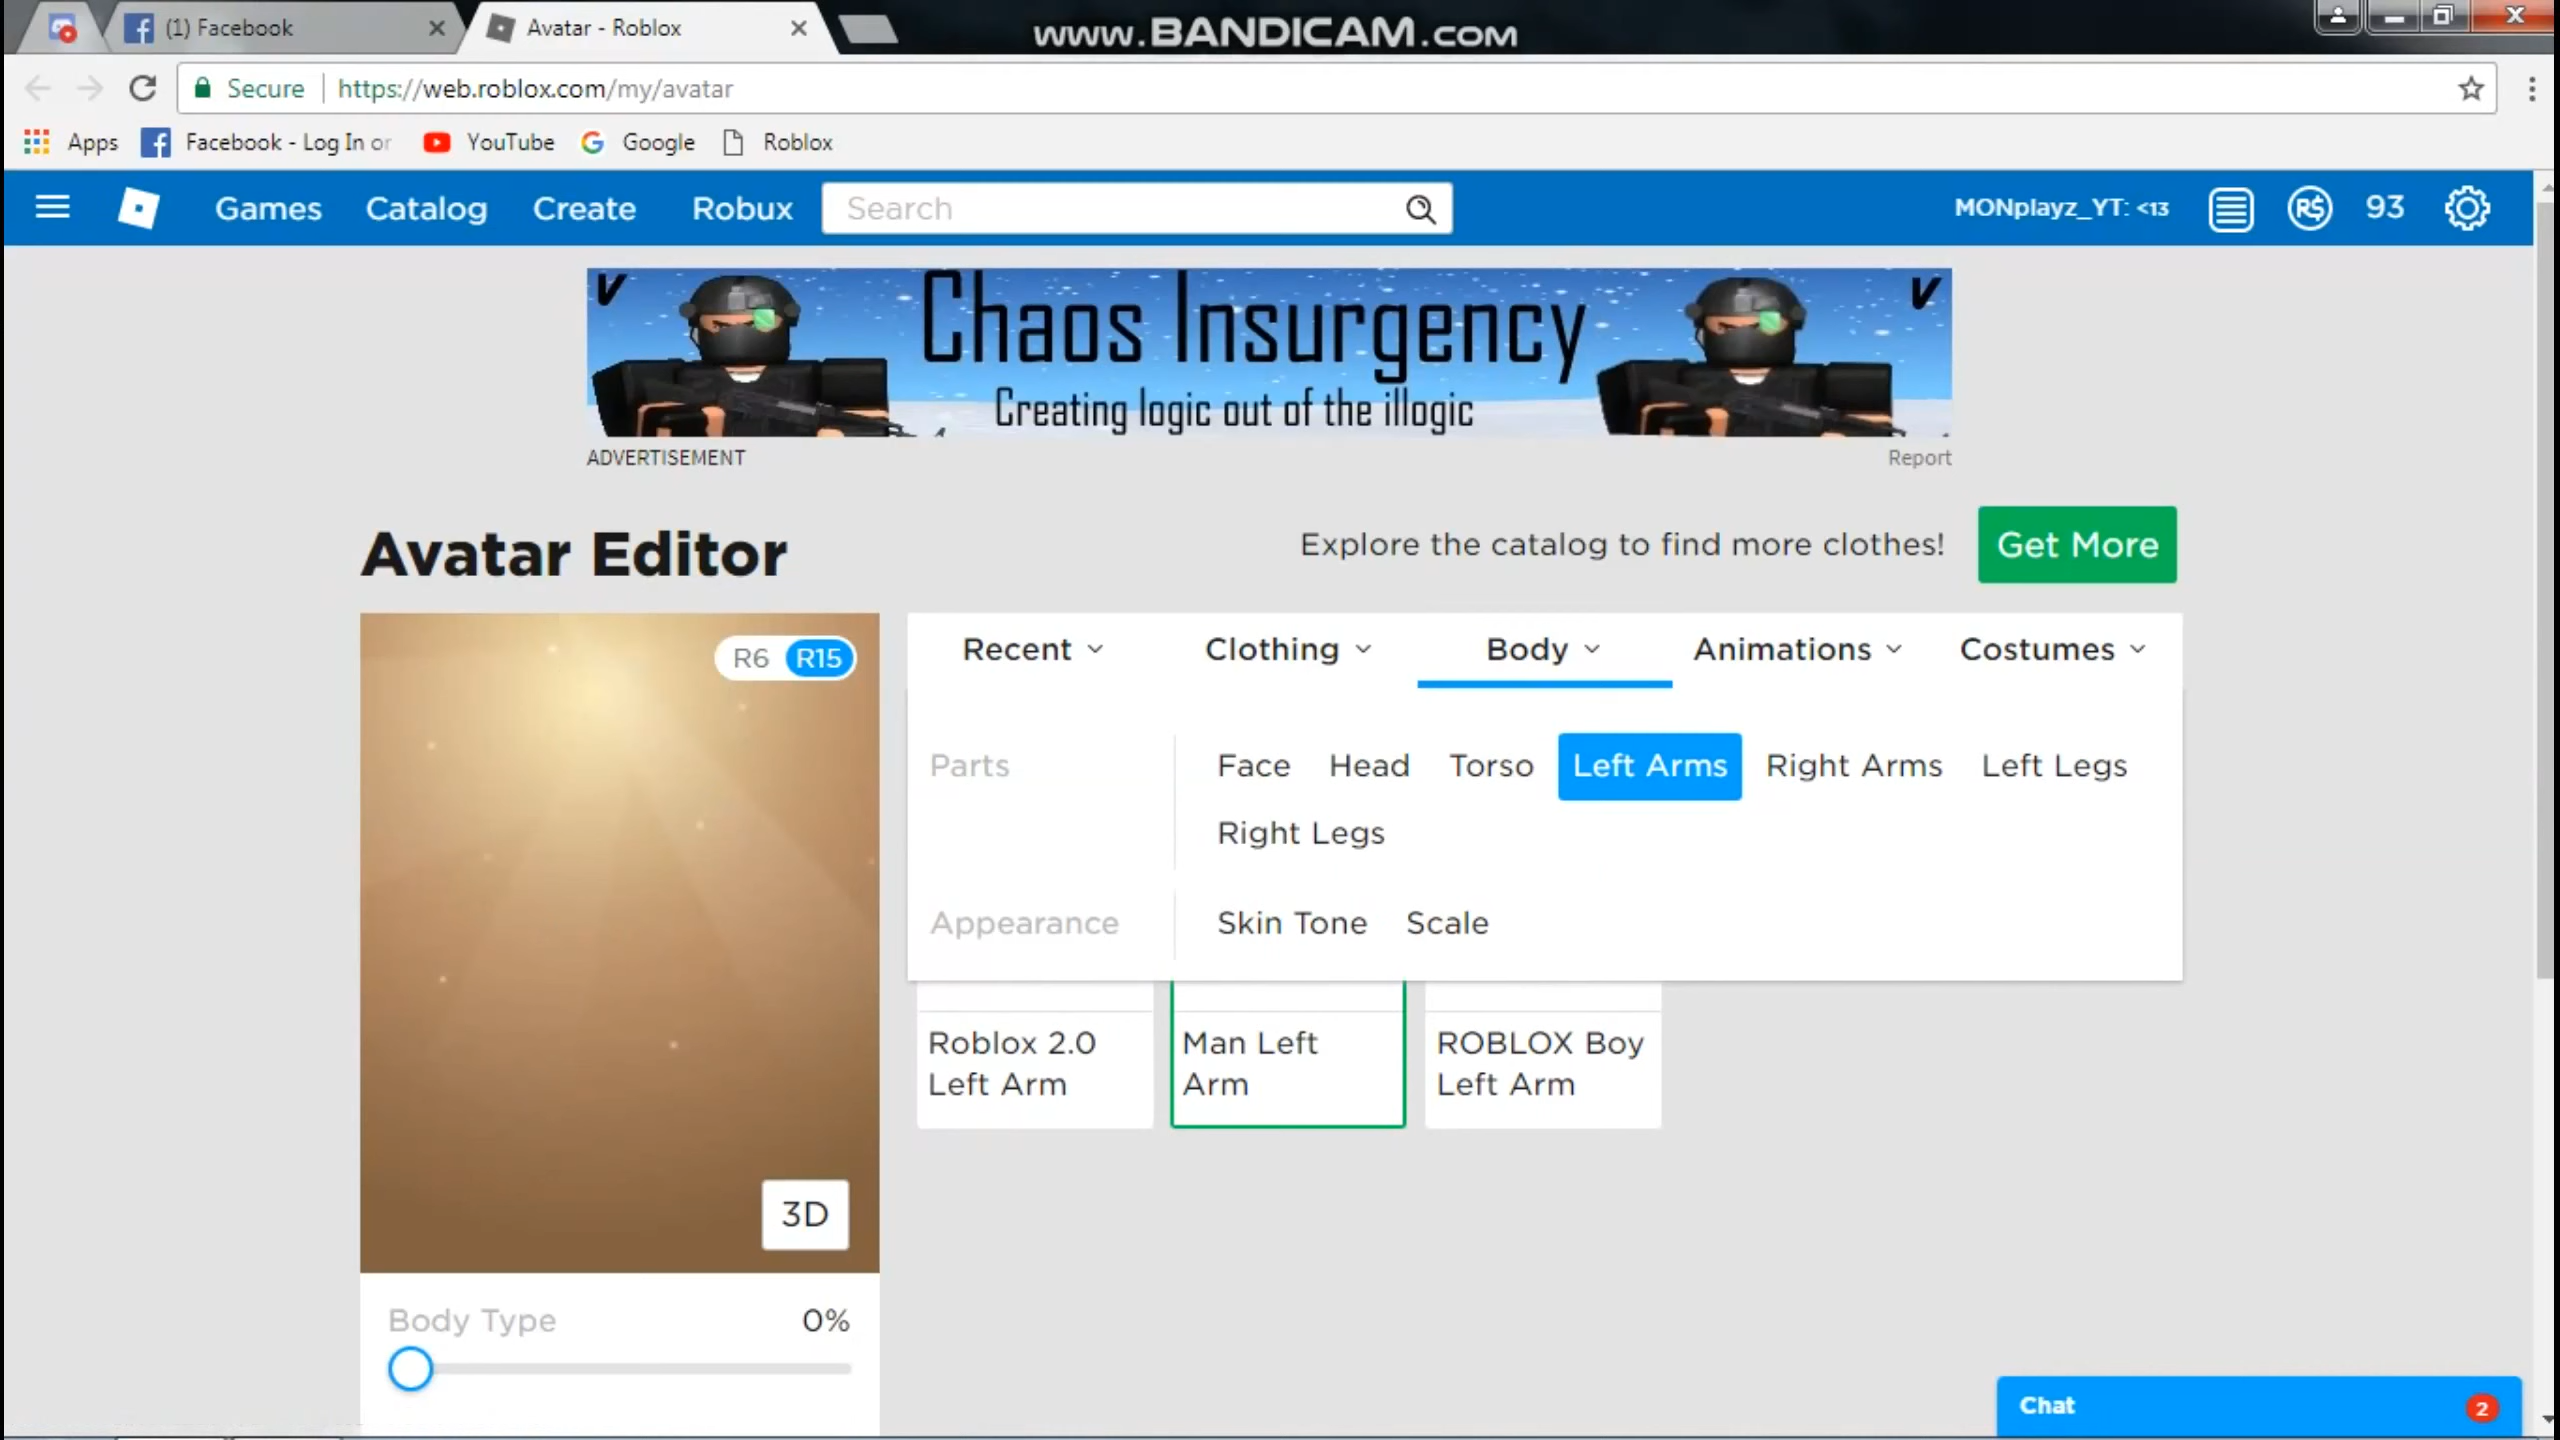 (1) Facebook
Avatar - Roblox
www.BANDICAM.com
Secure https://web.roblox.com/my/avatar
Apps Facebook - Log In or YouTube Google Roblox
Games Catalog Create Robux Search MONplayz_YT: <13 R$ 93
V Chaos Insurgency V
Creating logic out of the illogic
ADVERTISEMENT Report
Avatar Editor
Explore the catalog to find more clothes! Get More
R6 R15
Recent Clothing Body Animations Costumes
Parts Face Head Torso Left Arms Right Arms Left Legs
Right Legs
Appearance Skin Tone Scale
Roblox 2.0
Left Arm
Man Left
Arm
ROBLOX Boy
Left Arm
3D
Body Type 0%
Chat 2